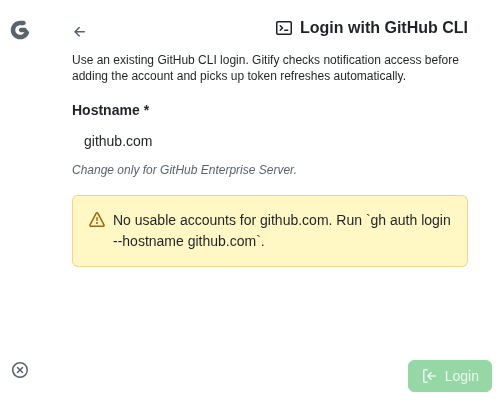 Login with GitHub CLI
Use an existing GitHub CLI login. Gitify checks notification access before
adding the account and picks up token refreshes automatically.
Hostname *
github.com
Change only for GitHub Enterprise Server.
No usable accounts for github.com. Run `gh auth login
--hostname github.com`.
Login